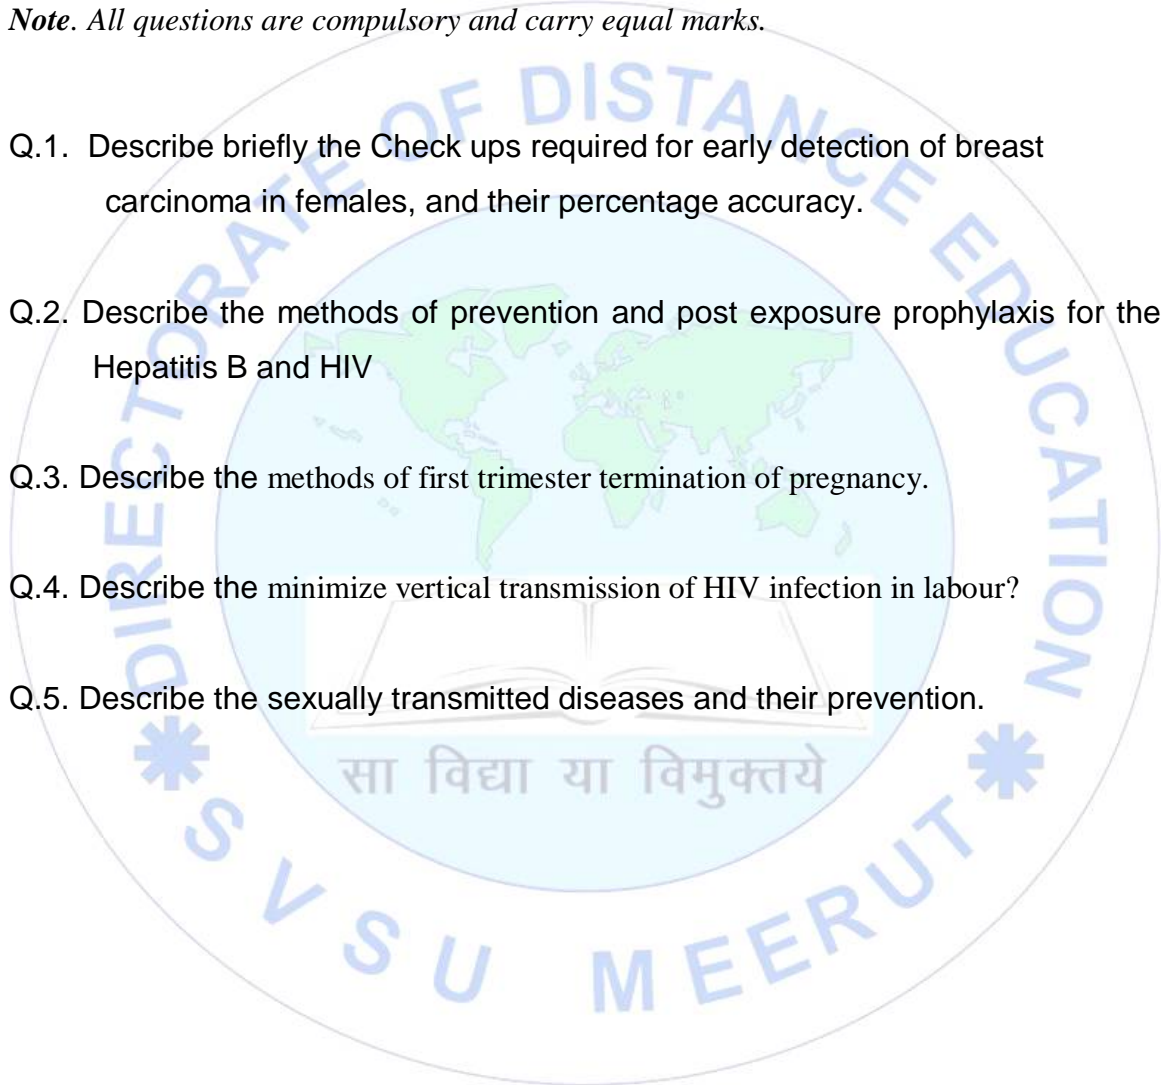 Note. All questions are compulsory and carry equal marks.
Q.1. Describe briefly the Check ups required for early detection of breast
carcinoma in females, and their percentage accuracy.
Q.2. Describe the methods of prevention and post exposure prophylaxis for the
Hepatitis B and HIV
Q.3. Describe the methods of first trimester termination of pregnancy.
Q.4. Describe the minimize vertical transmission of HIV infection in labour?
Q.5. Describe the sexually transmitted diseases and their prevention.
DIRECTORATE OF DISTANCE EDUCATION
सा विद्या या विमुक्तये
* SVSU MEERUT *